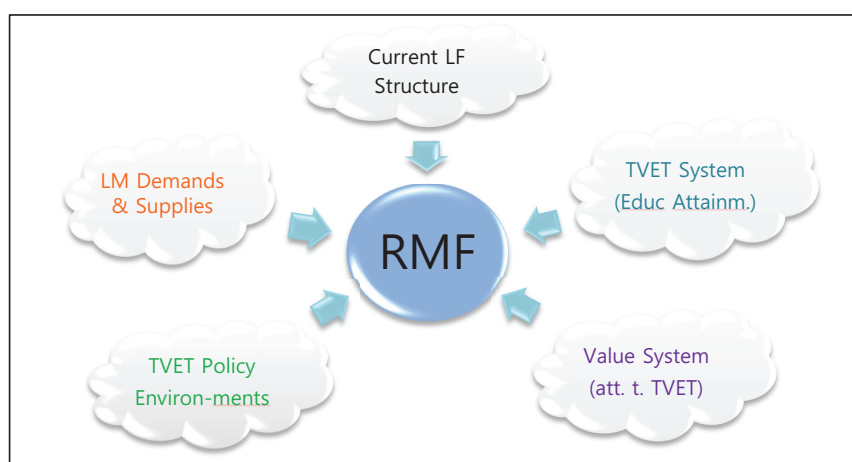 Current LF
Structure
LM Demands
& Supplies
TVET System
(Educ Attainm.)
RMF
TVET Policy
Environ-ments
Value System
(att. t. TVET)